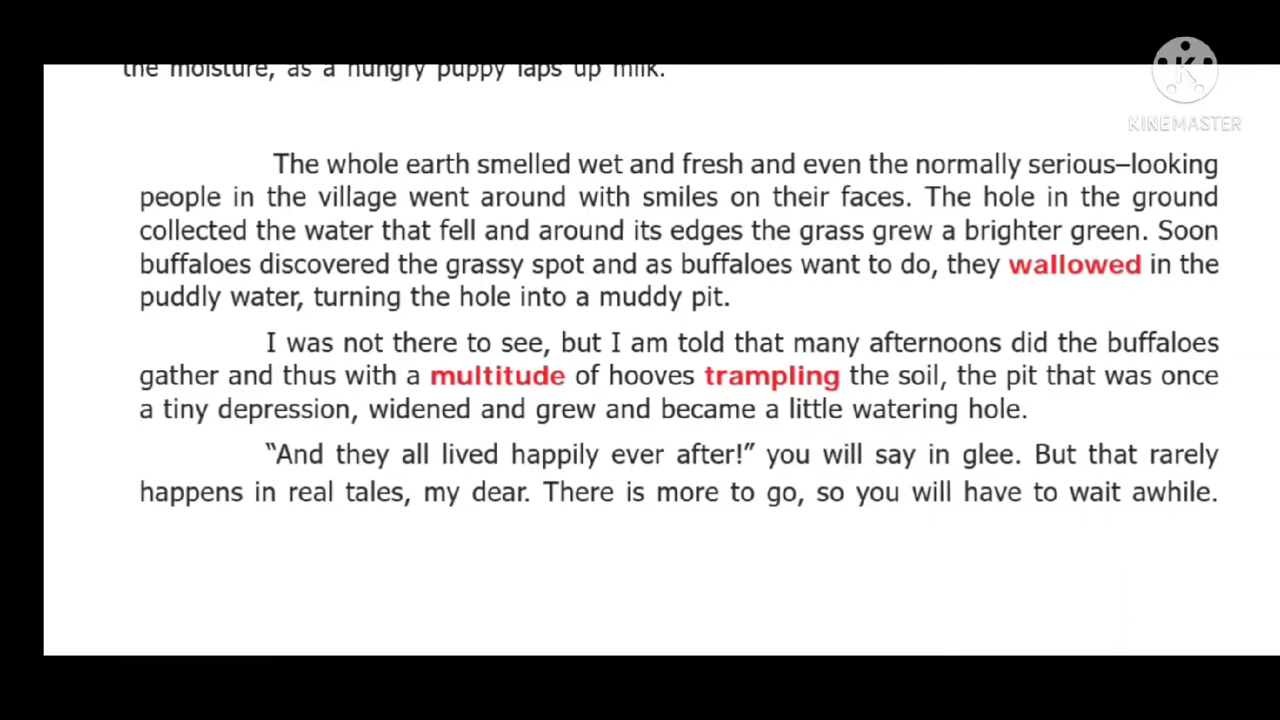 the moisture, as a hungry puppy laps up milk.
KINEMASTER
The whole earth smelled wet and fresh and even the normally serious–looking
people in the village went around with smiles on their faces. The hole in the ground
collected the water that fell and around its edges the grass grew a brighter green. Soon
buffaloes discovered the grassy spot and as buffaloes want to do, they wallowed in the
puddly water, turning the hole into a muddy pit.
I was not there to see, but I am told that many afternoons did the buffaloes
gather and thus with a multitude of hooves trampling the soil, the pit that was once
a tiny depression, widened and grew and became a little watering hole.
“And they all lived happily ever after!” you will say in glee. But that rarely
happens in real tales, my dear. There is more to go, so you will have to wait awhile.